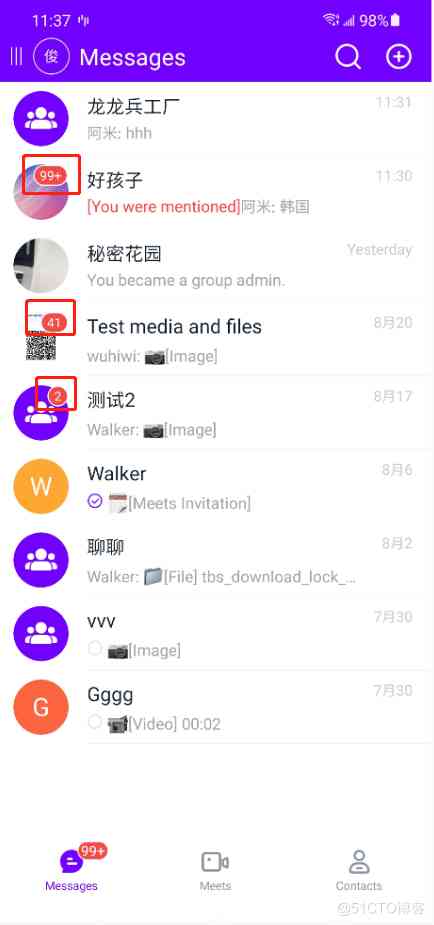 11:37 98%
俊 Messages
龙龙兵工厂 11:31
阿米: hhh
99+
好孩子 11:30
[You were mentioned]阿米: 韩国
秘密花园 Yesterday
You became a group admin.
41
Test media and files 8月20
wuhiwi: [Image]
2
测试2 8月17
Walker: [Image]
W
Walker 8月6
[Meets Invitation]
聊聊 8月2
Walker: [File] tbs_download_lock_...
vvv 7月30
[Image]
G
Gggg 7月30
[Video] 00:02
99+
Messages Meets Contacts
@51CTO博客